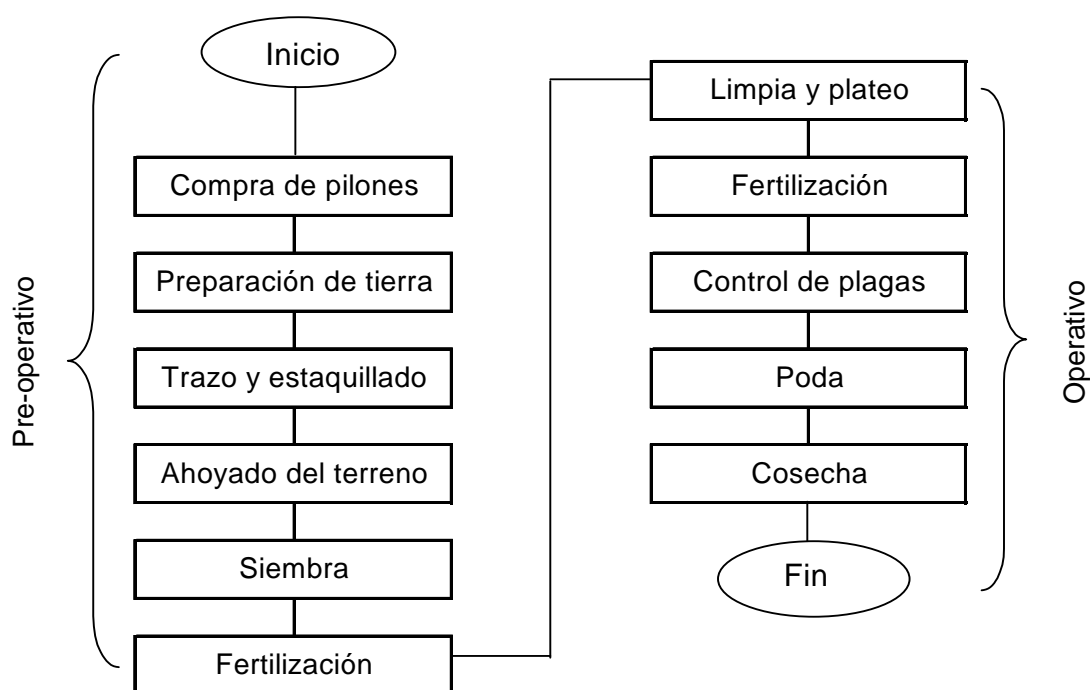 Pre-operativo
Inicio
Compra de pilones
Preparación de tierra
Trazo y estaquillado
Ahoyado del terreno
Siembra
Fertilización
Limpia y plateo
Fertilización
Control de plagas
Poda
Cosecha
Fin
Operativo